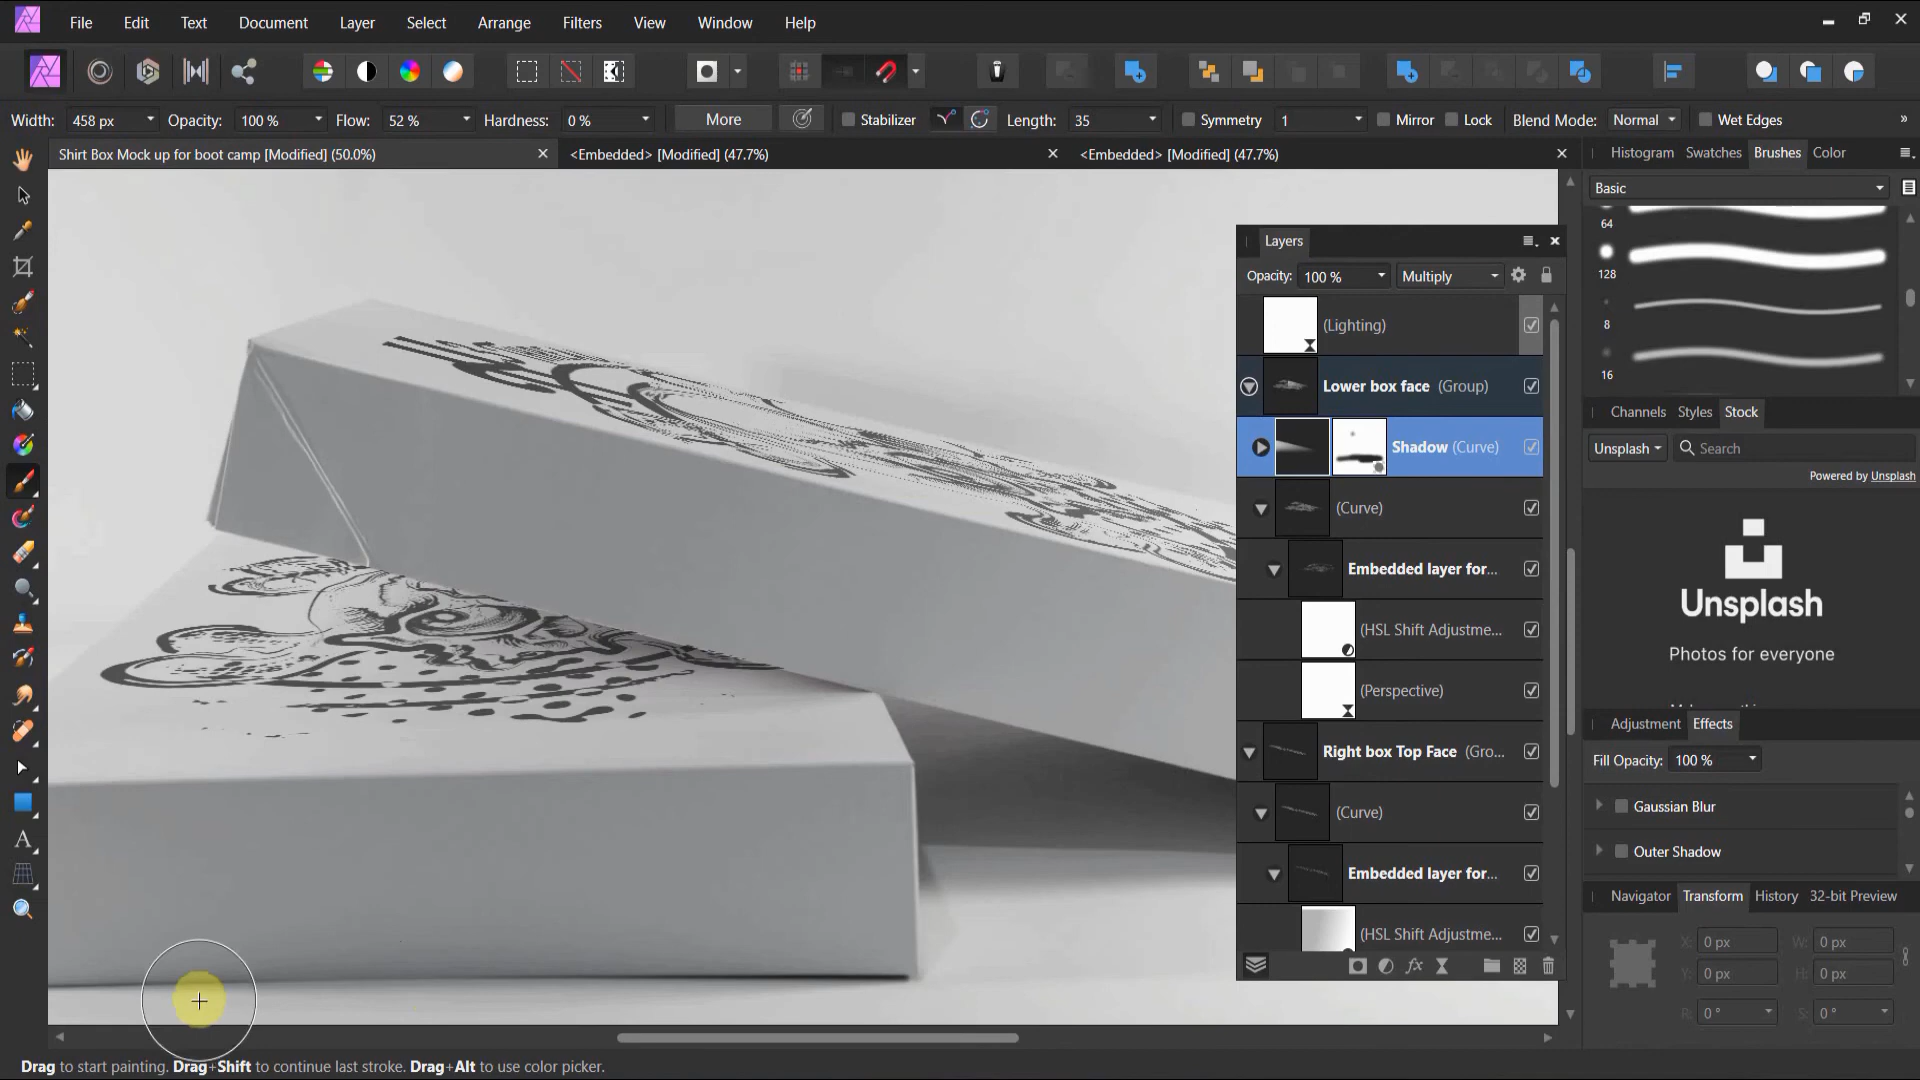 File Edit Text Document Layer Select Arrange Filters View Window Help
Width: 458 px Opacity: 100 % Flow: 52 % Hardness: 0 % More Stabilizer Length: 35 Symmetry 1 Mirror Lock Blend Mode: Normal Wet Edges
Shirt Box Mock up for boot camp [Modified] (50.0%) <Embedded> [Modified] (47.7%) <Embedded> [Modified] (47.7%)
Histogram Swatches Brushes Color
Basic
64
128
8
16
Layers
Opacity: 100 % Multiply
(Lighting)
Lower box face (Group)
Shadow (Curve)
(Curve)
Embedded layer for...
(HSL Shift Adjustme...
(Perspective)
Right box Top Face (Gro...
(Curve)
Embedded layer for...
(HSL Shift Adjustme...
Channels Styles Stock
Unsplash Search
Powered by Unsplash
Unsplash
Photos for everyone
Adjustment Effects
Fill Opacity: 100 %
Gaussian Blur
Outer Shadow
Navigator Transform History 32-bit Preview
X: 0 px W: 0 px
Y: 0 px H: 0 px
R: 0 ° S: 0 °
Drag to start painting. Drag+Shift to continue last stroke. Drag+Alt to use color picker.